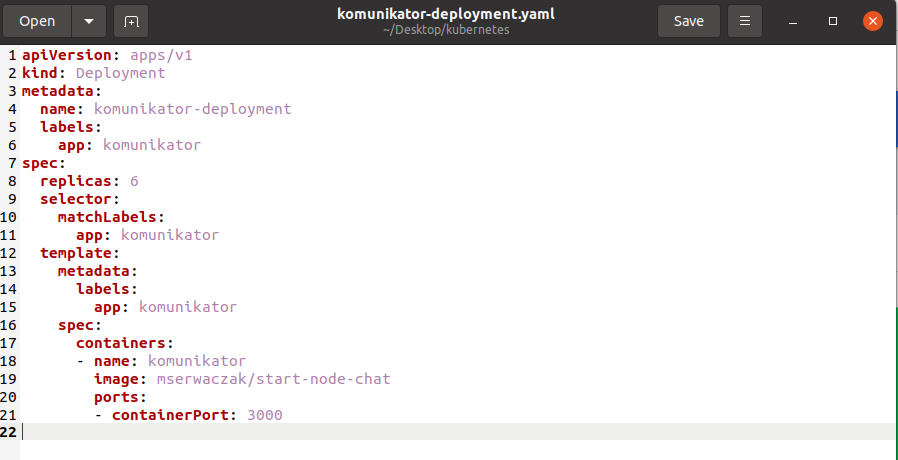 Open
komunikator-deployment.yaml
~/Desktop/kubernetes
Save
1 apiVersion: apps/v1
2 kind: Deployment
3 metadata:
4   name: komunikator-deployment
5   labels:
6     app: komunikator
7 spec:
8   replicas: 6
9   selector:
10     matchLabels:
11       app: komunikator
12   template:
13     metadata:
14       labels:
15         app: komunikator
16     spec:
17       containers:
18       - name: komunikator
19         image: mserwaczak/start-node-chat
20         ports:
21         - containerPort: 3000
22